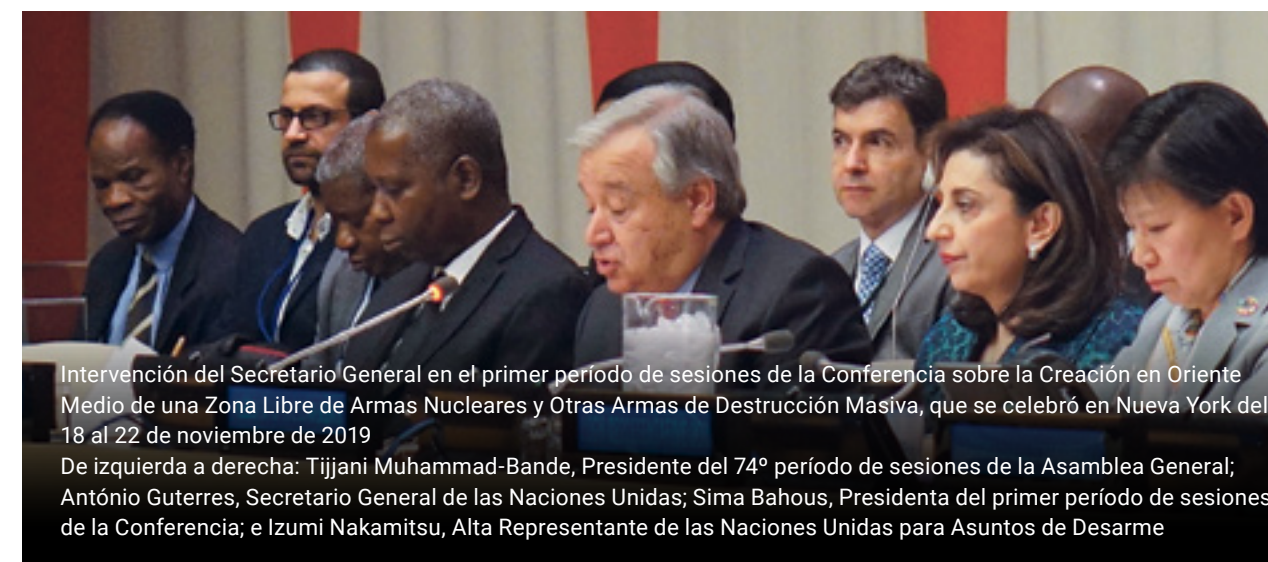 Intervención del Secretario General en el primer período de sesiones de la Conferencia sobre la Creación en Oriente
Medio de una Zona Libre de Armas Nucleares y Otras Armas de Destrucción Masiva, que se celebró en Nueva York del
18 al 22 de noviembre de 2019
De izquierda a derecha: Tijjani Muhammad-Bande, Presidente del 74º período de sesiones de la Asamblea General;
António Guterres, Secretario General de las Naciones Unidas; Sima Bahous, Presidenta del primer período de sesiones
de la Conferencia; e Izumi Nakamitsu, Alta Representante de las Naciones Unidas para Asuntos de Desarme